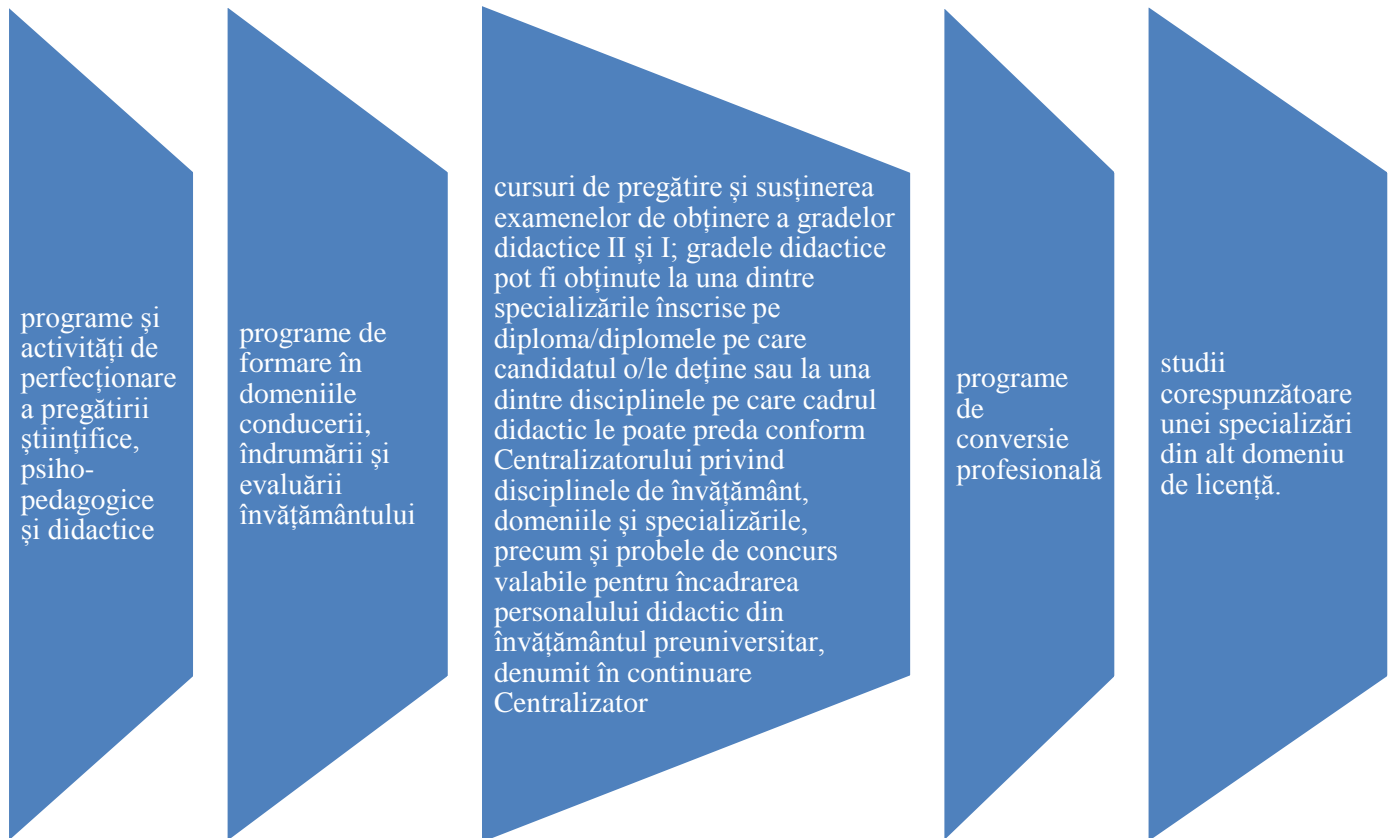 programe și
activități de
perfecționare
a pregătirii
științifice,
psiho-
pedagogice
și didactice
programe de
formare în
domeniile
conducerii,
îndrumării și
evaluării
învățământului
cursuri de pregătire și susținerea
examenelor de obținere a gradelor
didactice II și I; gradele didactice
pot fi obținute la una dintre
specializările înscrise pe
diploma/diplomele pe care
candidatul o/le deține sau la una
dintre disciplinele pe care cadrul
didactic le poate preda conform
Centralizatorului privind
disciplinele de învățământ,
domeniile și specializările,
precum și probele de concurs
valabile pentru încadrarea
personalului didactic din
învățământul preuniversitar,
denumit în continuare
Centralizator
programe
de
conversie
profesională
studii
corespunzătoare
unei specializări
din alt domeniu
de licență.